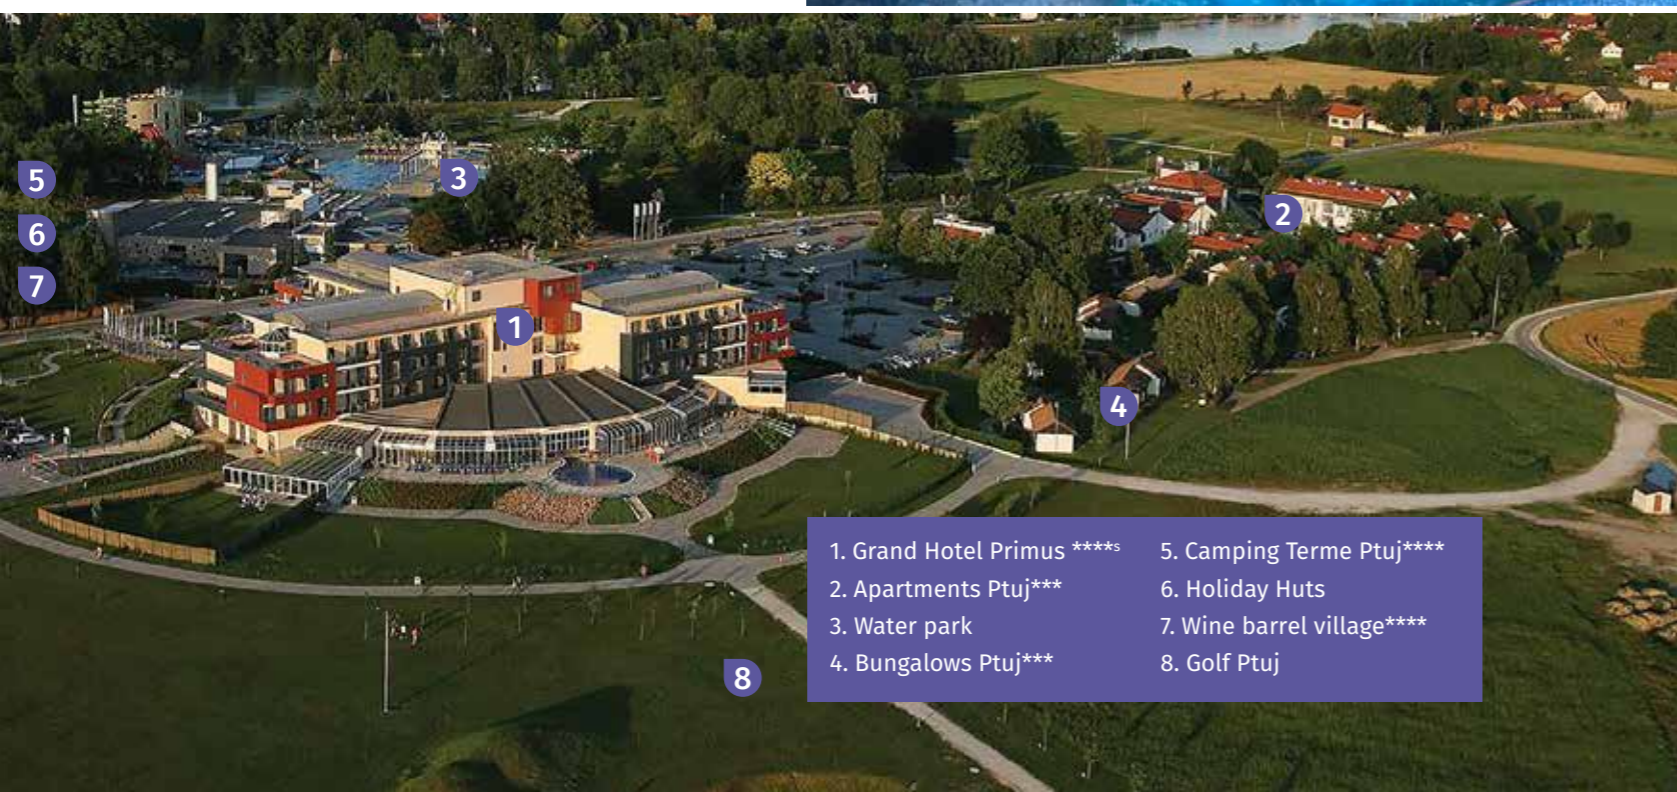 5
3
6
2
7
1
4
8
1. Grand Hotel Primus ****s
2. Apartments Ptuj***
3. Water park
4. Bungalows Ptuj***
5. Camping Terme Ptuj****
6. Holiday Huts
7. Wine barrel village****
8. Golf Ptuj